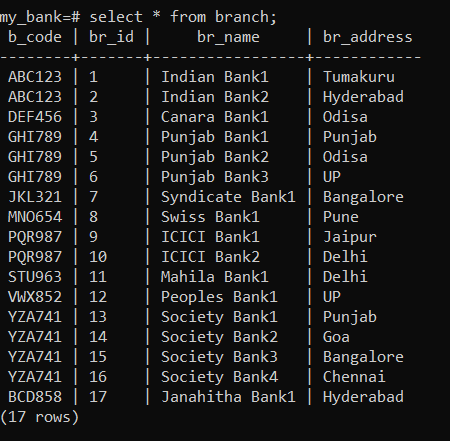 my_bank=# select * from branch;
b_code | br_id | br_name | br_address
--------+-------+-----------------+------------
ABC123 | 1 | Indian Bank1 | Tumakuru
ABC123 | 2 | Indian Bank2 | Hyderabad
DEF456 | 3 | Canara Bank1 | Odisa
GHI789 | 4 | Punjab Bank1 | Punjab
GHI789 | 5 | Punjab Bank2 | Odisa
GHI789 | 6 | Punjab Bank3 | UP
JKL321 | 7 | Syndicate Bank1 | Bangalore
MNO654 | 8 | Swiss Bank1 | Pune
PQR987 | 9 | ICICI Bank1 | Jaipur
PQR987 | 10 | ICICI Bank2 | Delhi
STU963 | 11 | Mahila Bank1 | Delhi
VWX852 | 12 | Peoples Bank1 | UP
YZA741 | 13 | Society Bank1 | Punjab
YZA741 | 14 | Society Bank2 | Goa
YZA741 | 15 | Society Bank3 | Bangalore
YZA741 | 16 | Society Bank4 | Chennai
BCD858 | 17 | Janahitha Bank1 | Hyderabad
(17 rows)